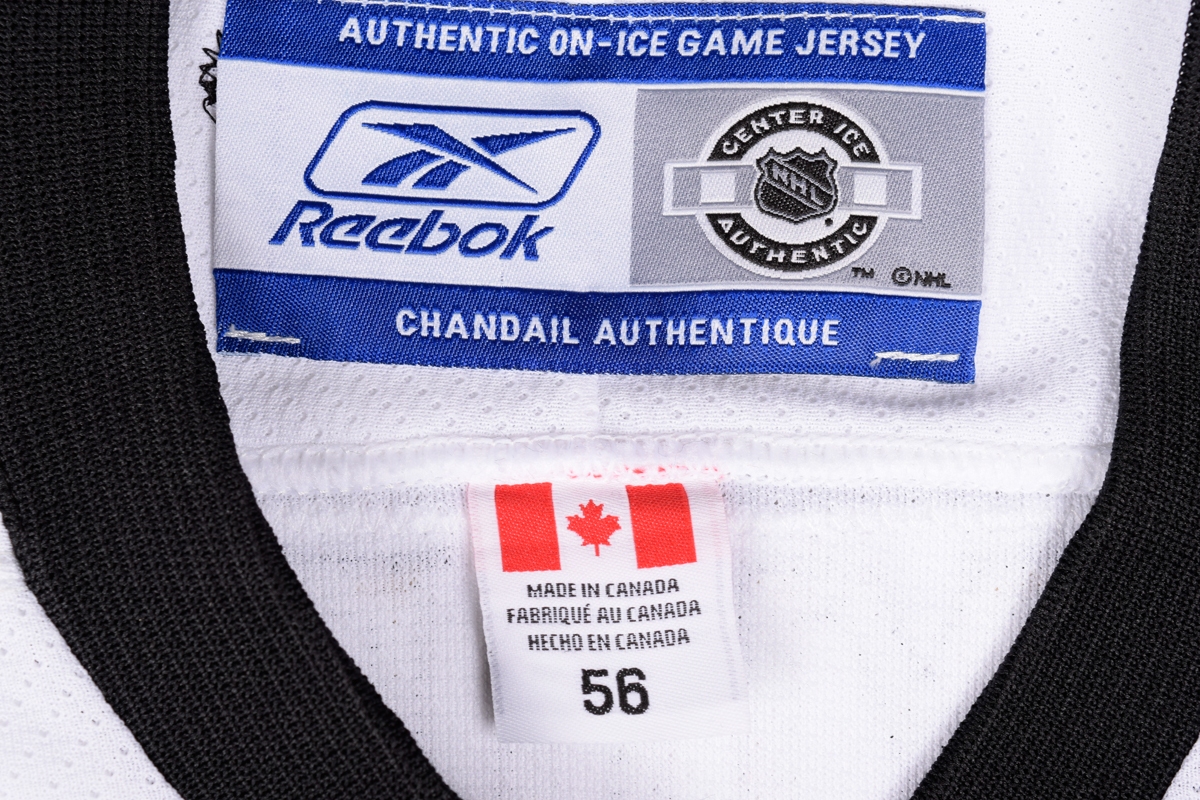 AUTHENTIC ON-ICE GAME JERSEY
Reebok
CENTER ICE
NHL
AUTHENTIC
™ ©NHL
CHANDAIL AUTHENTIQUE
MADE IN CANADA
FABRIQUÉ AU CANADA
HECHO EN CANADA
56